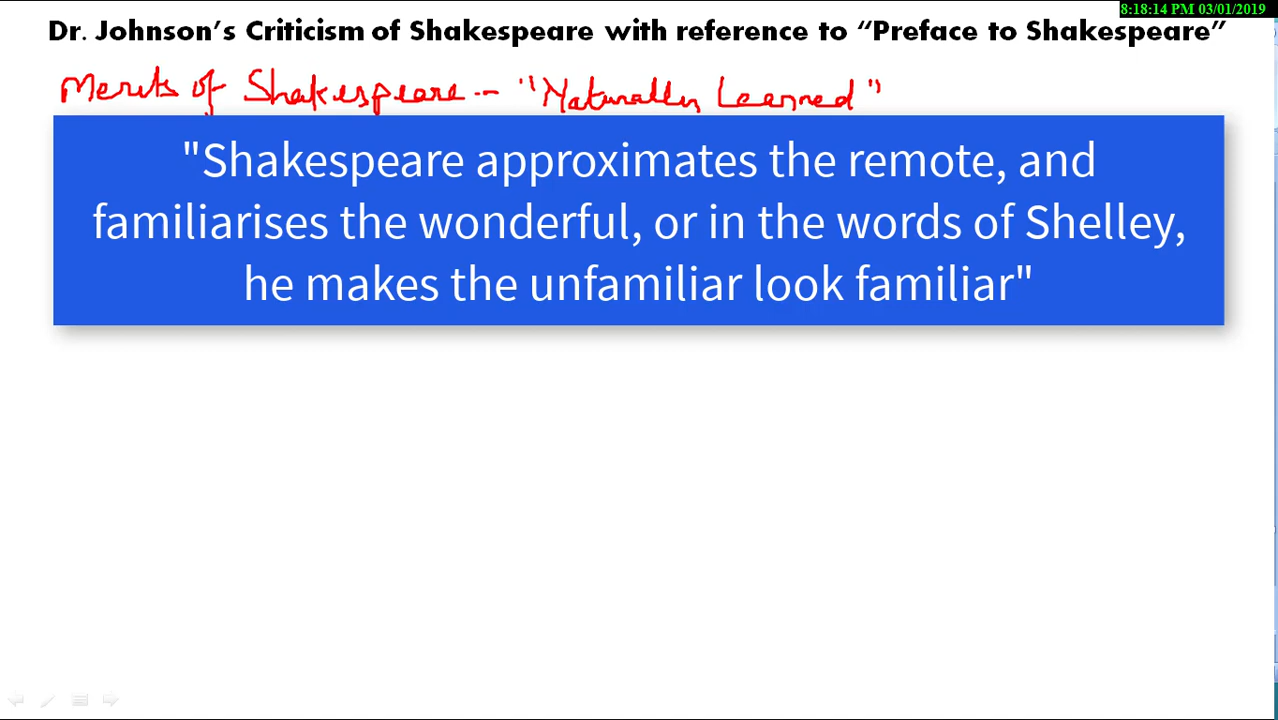 8:18:14 PM 03/01/2019
Dr. Johnson's Criticism of Shakespeare with reference to “Preface to Shakespeare”
Merits of Shakespeare - "Naturally Learned"
"Shakespeare approximates the remote, and
familiarises the wonderful, or in the words of Shelley,
he makes the unfamiliar look familiar"